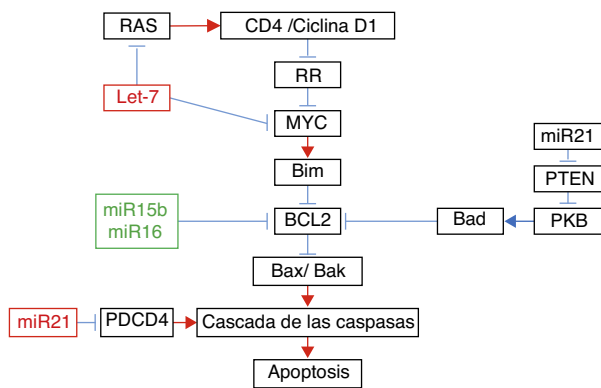 RAS
CD4 /Ciclina D1
RR
Let-7
MYC
miR21
Bim
PTEN
miR15b
miR16
BCL2
Bad
PKB
Bax/ Bak
miR21
PDCD4
Cascada de las caspasas
Apoptosis